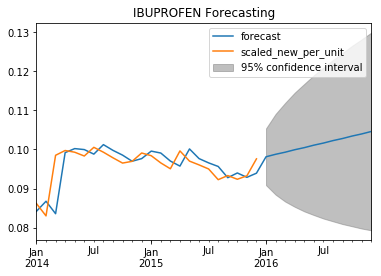 IBUPROFEN Forecasting
0.13
0.12
0.11
0.10
0.09
0.08
forecast
scaled_new_per_unit
95% confidence interval
Jan Jul Jan Jul Jan Jul
2014 2015 2016